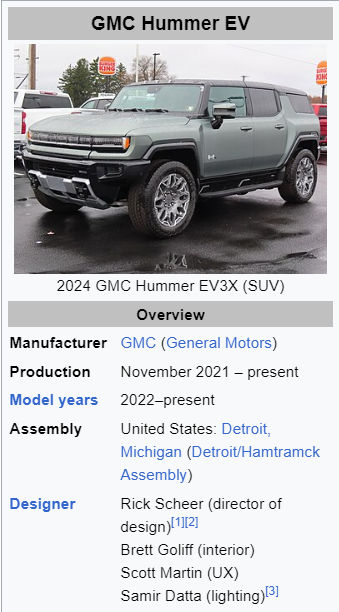 GMC Hummer EV
BURGER
KING
2024 GMC Hummer EV3X (SUV)
Overview
Manufacturer GMC (General Motors)
Production November 2021 – present
Model years 2022–present
Assembly United States: Detroit,
Michigan (Detroit/Hamtramck
Assembly)
Designer Rick Scheer (director of
design)[1][2]
Brett Goliff (interior)
Scott Martin (UX)
Samir Datta (lighting)[3]